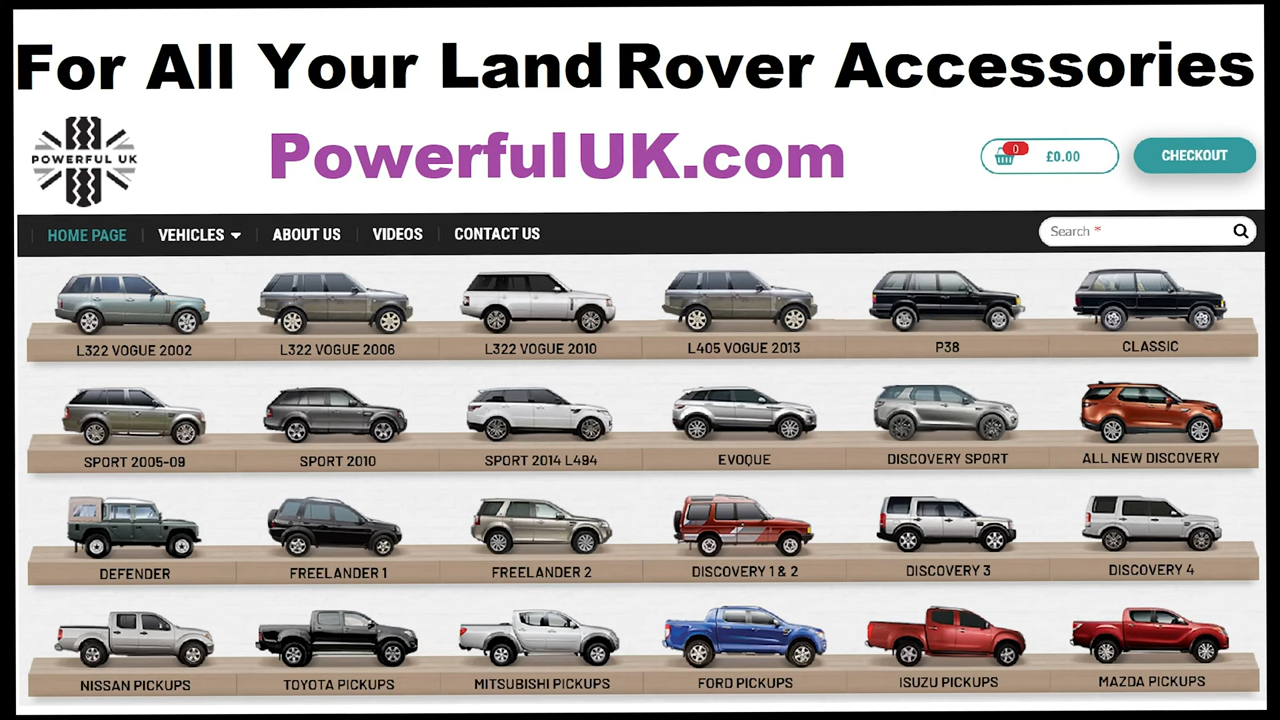 For All Your Land Rover Accessories
POWERFUL UK
PowerfulUK.com
0
£0.00
CHECKOUT
HOME PAGE VEHICLES ABOUT US VIDEOS CONTACT US
Search *
L322 VOGUE 2002 L322 VOGUE 2006 L322 VOGUE 2010 L405 VOGUE 2013 P38 CLASSIC
SPORT 2005-09 SPORT 2010 SPORT 2014 L494 EVOQUE DISCOVERY SPORT ALL NEW DISCOVERY
DEFENDER FREELANDER 1 FREELANDER 2 DISCOVERY 1 & 2 DISCOVERY 3 DISCOVERY 4
NISSAN PICKUPS TOYOTA PICKUPS MITSUBISHI PICKUPS FORD PICKUPS ISUZU PICKUPS MAZDA PICKUPS